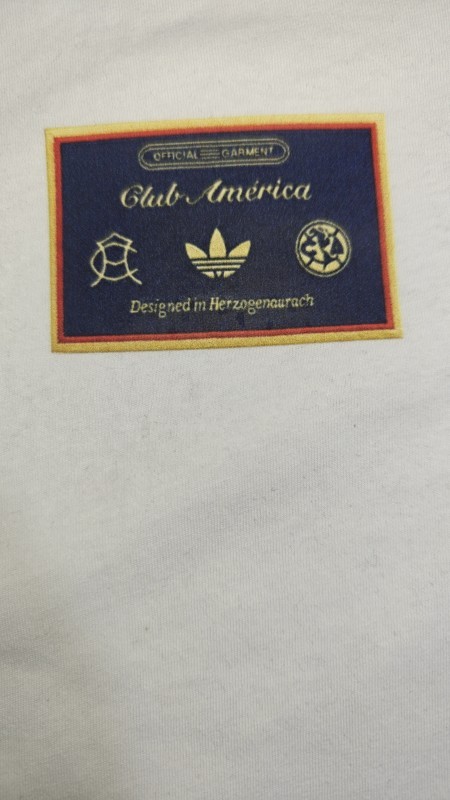 OFFICIAL GARMENT
Club América
Designed in Herzogenaurach